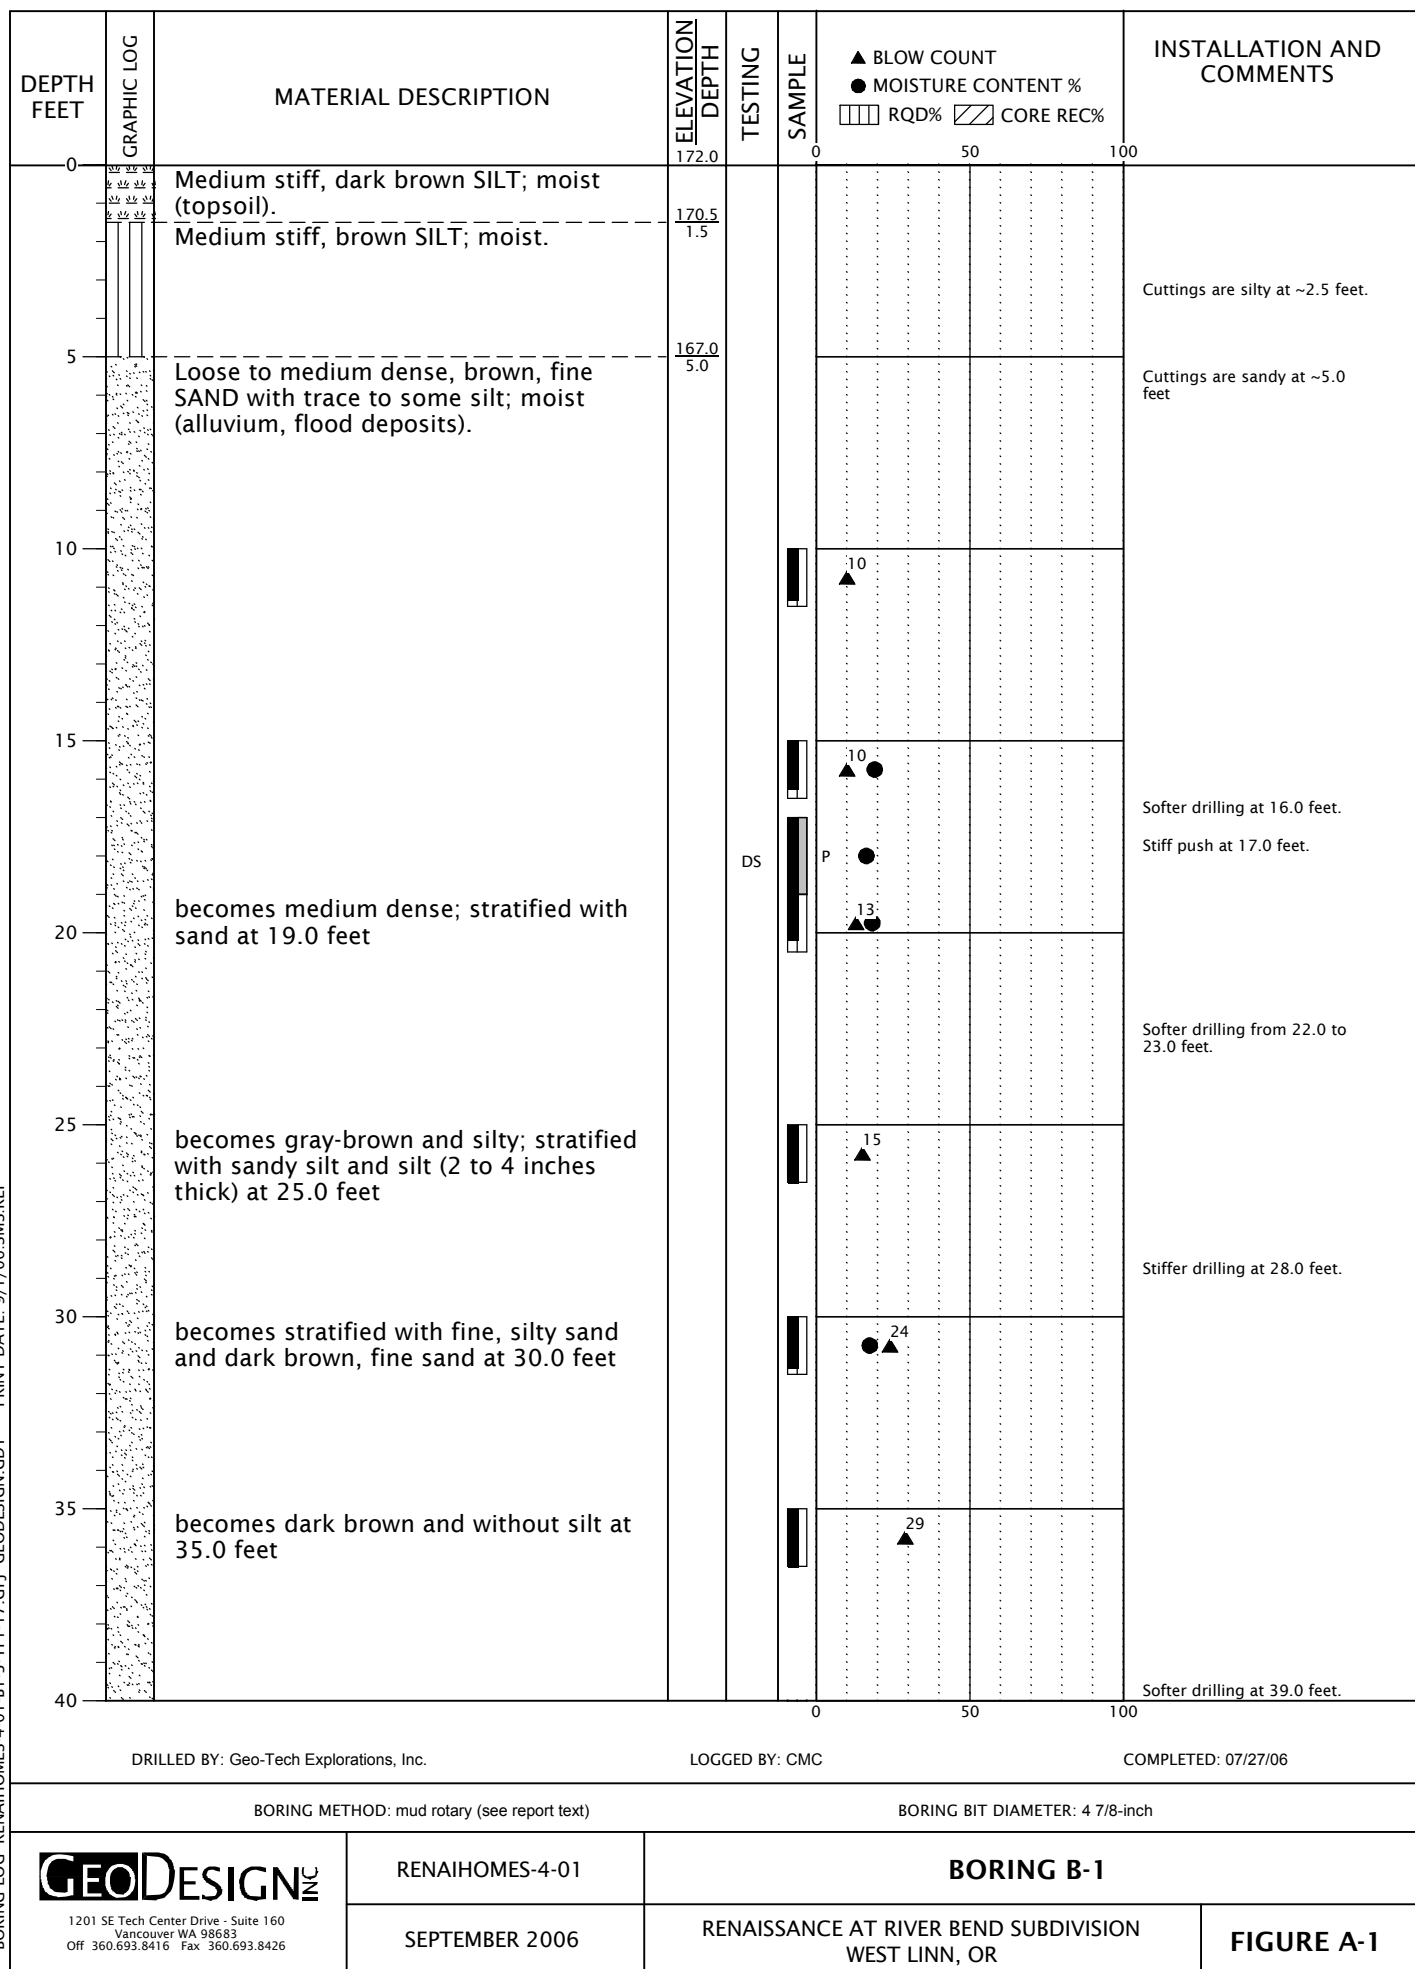 DEPTH
FEET
GRAPHIC LOG
MATERIAL DESCRIPTION
ELEVATION
DEPTH
TESTING
SAMPLE
▲ BLOW COUNT
● MOISTURE CONTENT %
RQD% CORE REC%
INSTALLATION AND
COMMENTS
0 50 100
0
172.0
Medium stiff, dark brown SILT; moist
(topsoil).
170.5
1.5
Medium stiff, brown SILT; moist.
Cuttings are silty at ~2.5 feet.
5
167.0
5.0
Loose to medium dense, brown, fine
SAND with trace to some silt; moist
(alluvium, flood deposits).
Cuttings are sandy at ~5.0
feet
10
10
15
10
Softer drilling at 16.0 feet.
Stiff push at 17.0 feet.
DS
P
becomes medium dense; stratified with
sand at 19.0 feet
13
20
Softer drilling from 22.0 to
23.0 feet.
25
becomes gray-brown and silty; stratified
with sandy silt and silt (2 to 4 inches
thick) at 25.0 feet
15
Stiffer drilling at 28.0 feet.
30
becomes stratified with fine, silty sand
and dark brown, fine sand at 30.0 feet
24
35
becomes dark brown and without silt at
35.0 feet
29
Softer drilling at 39.0 feet.
40
0 50 100
DRILLED BY: Geo-Tech Explorations, Inc.
LOGGED BY: CMC
COMPLETED: 07/27/06
BORING METHOD: mud rotary (see report text)
BORING BIT DIAMETER: 4 7/8-inch
GEODESIGN INC
1201 SE Tech Center Drive - Suite 160
Vancouver WA 98683
Off 360.693.8416 Fax 360.693.8426
RENAIHOMES-4-01
SEPTEMBER 2006
BORING B-1
RENAISSANCE AT RIVER BEND SUBDIVISION
WEST LINN, OR
FIGURE A-1